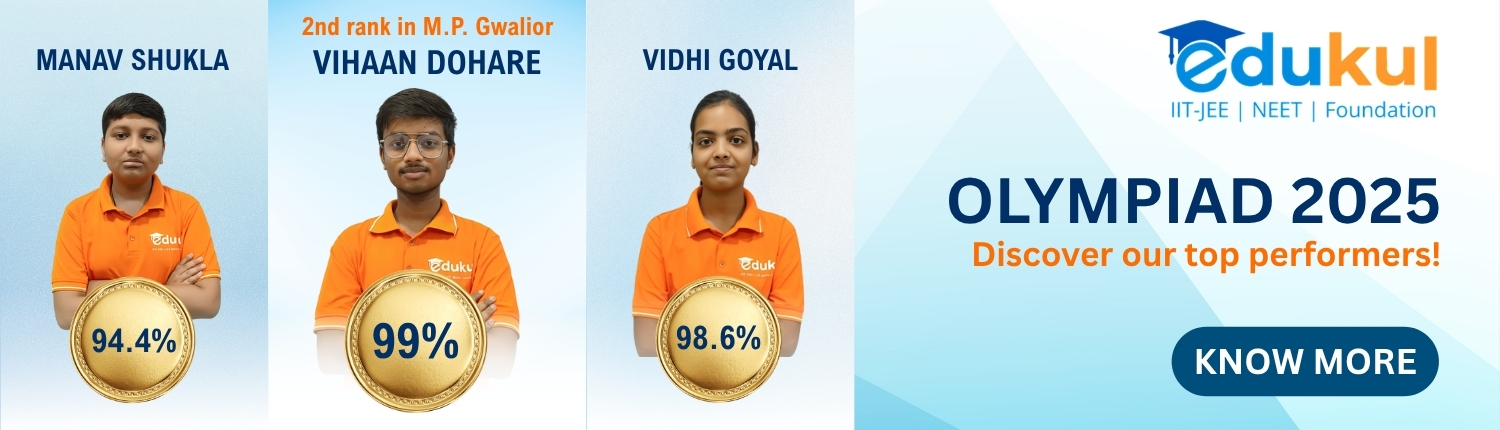 MANAV SHUKLA
94.4%
2nd rank in M.P. Gwalior
VIHAAN DOHARE
99%
VIDHI GOYAL
98.6%
edukul
IIT-JEE | NEET | Foundation
OLYMPIAD 2025
Discover our top performers!
KNOW MORE